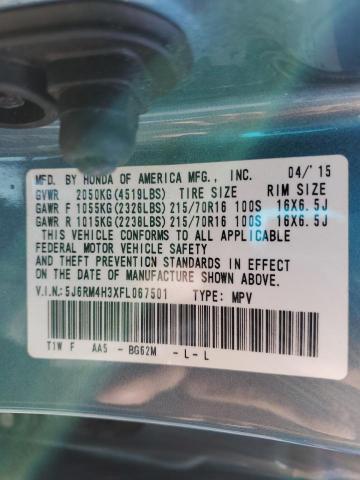 MFD. BY HONDA OF AMERICA MFG., INC. 04/'15
GVWR 2050KG(4519LBS) TIRE SIZE RIM SIZE
GAWR F 1055KG(2326LBS) 215/70R16 100S 16X6.5J
GAWR R 1015KG(2238LBS) 215/70R16 100S 16X6.5J
THIS VEHICLE CONFORMS TO ALL APPLICABLE
FEDERAL MOTOR VEHICLE SAFETY
AND THEFT PREVENTION STANDARDS IN EFFECT ON
THE DATE OF MANUFACTURE SHOWN ABOVE.
V.I.N.:5J6RM4H3XFL067501 TYPE: MPV
T1W F AA5 - BG62M - L - L